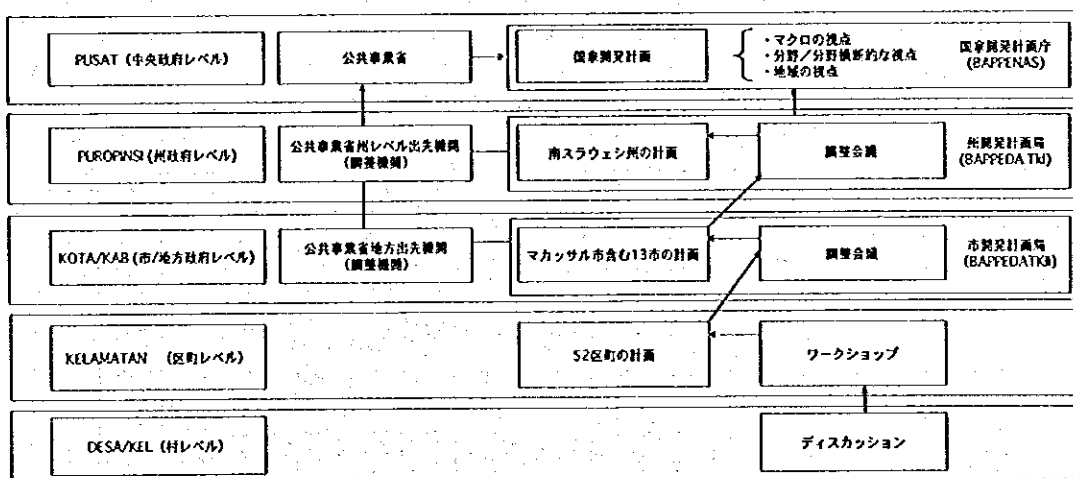 PUSAT (中央政府レベル)
公共事業省
国家開発計画
・マクロの視点
・分野/分野横断的な視点
・地域の視点
国家開発計画庁
(BAPPENAS)
PUROPINSI (州政府レベル)
公共事業省州レベル出先機関
(調整機関)
南スラウェシ州の計画
調整会議
州開発計画局
(BAPPEDA TkI)
KOTA/KAB (市/地方政府レベル)
公共事業省地方出先機関
(調整機関)
マカッサル市含む13市の計画
調整会議
市開発計画局
(BAPPEDATKII)
KELAMATAN (区町レベル)
52区町の計画
ワークショップ
DESA/KEL (村レベル)
ディスカッション